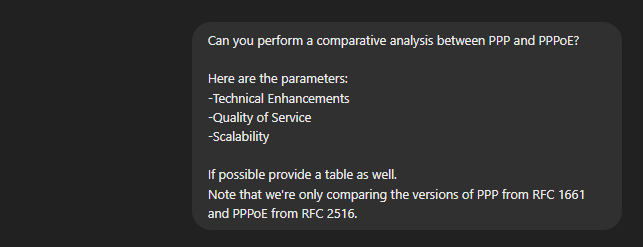 Can you perform a comparative analysis between PPP and PPPoE?
Here are the parameters:
-Technical Enhancements
-Quality of Service
-Scalability
If possible provide a table as well.
Note that we're only comparing the versions of PPP from RFC 1661
and PPPoE from RFC 2516.